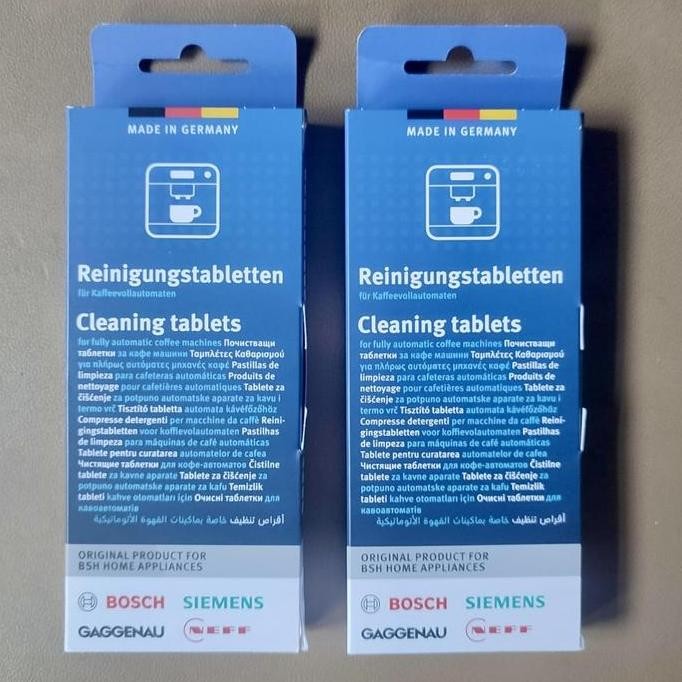 MADE IN GERMANY
Reinigungstabletten
für Kaffeevollautomaten
Cleaning tablets
for fully automatic coffee machines Почистващи
таблетки за кафе машини Ταμπλέτες Καθαρισμού
για πλήρως αυτόματες μηχανές καφέ Pastillas de
limpieza para cafeteras automáticas Produits de
nettoyage pour cafetières automatiques Tablete za
čišćenje za potpuno automatske aparate za kavu i
termo vrč Tisztító tabletta automata kávéfőzőhöz
Compresse detergenti per macchine da caffè Reini-
gingstabletten voor koffievolautomaten Pastilhas
de limpeza para máquinas de café automáticas
Tablete pentru curatarea automatelor de cafea
Чистящие таблетки для кофе-автоматов Čistilne
tablete za kavne aparate Tablete za čišćenje za
potpuno automatske aparate za kafu Temizlik
tableti kahve otomatları için Очисні таблетки для
кавоавтоматів
أقراص تنظيف خاصة بماكينات القهوة الأتوماتيكية
ORIGINAL PRODUCT FOR
BSH HOME APPLIANCES
BOSCH SIEMENS
GAGGENAU NEFF
MADE IN GERMANY
Reinigungstabletten
für Kaffeevollautomaten
Cleaning tablets
for fully automatic coffee machines Почистващи
таблетки за кафе машини Ταμπλέτες Καθαρισμού
για πλήρως αυτόματες μηχανές καφέ Pastillas de
limpieza para cafeteras automáticas Produits de
nettoyage pour cafetières automatiques Tablete za
čišćenje za potpuno automatske aparate za kavu i
termo vrč Tisztító tabletta automata kávéfőzőhöz
Compresse detergenti per macchine da caffè Reini-
gingstabletten voor koffievolautomaten Pastilhas
de limpeza para máquinas de café automáticas
Tablete pentru curatarea automatelor de cafea
Чистящие таблетки для кофе-автоматов Čistilne
tablete za kavne aparate Tablete za čišćenje za
potpuno automatske aparate za kafu Temizlik
tableti kahve otomatları için Очисні таблетки для
кавоавтоматів
أقراص تنظيف خاصة بماكينات القهوة الأتوماتيكية
ORIGINAL PRODUCT FOR
BSH HOME APPLIANCES
BOSCH SIEMENS
GAGGENAU NEFF